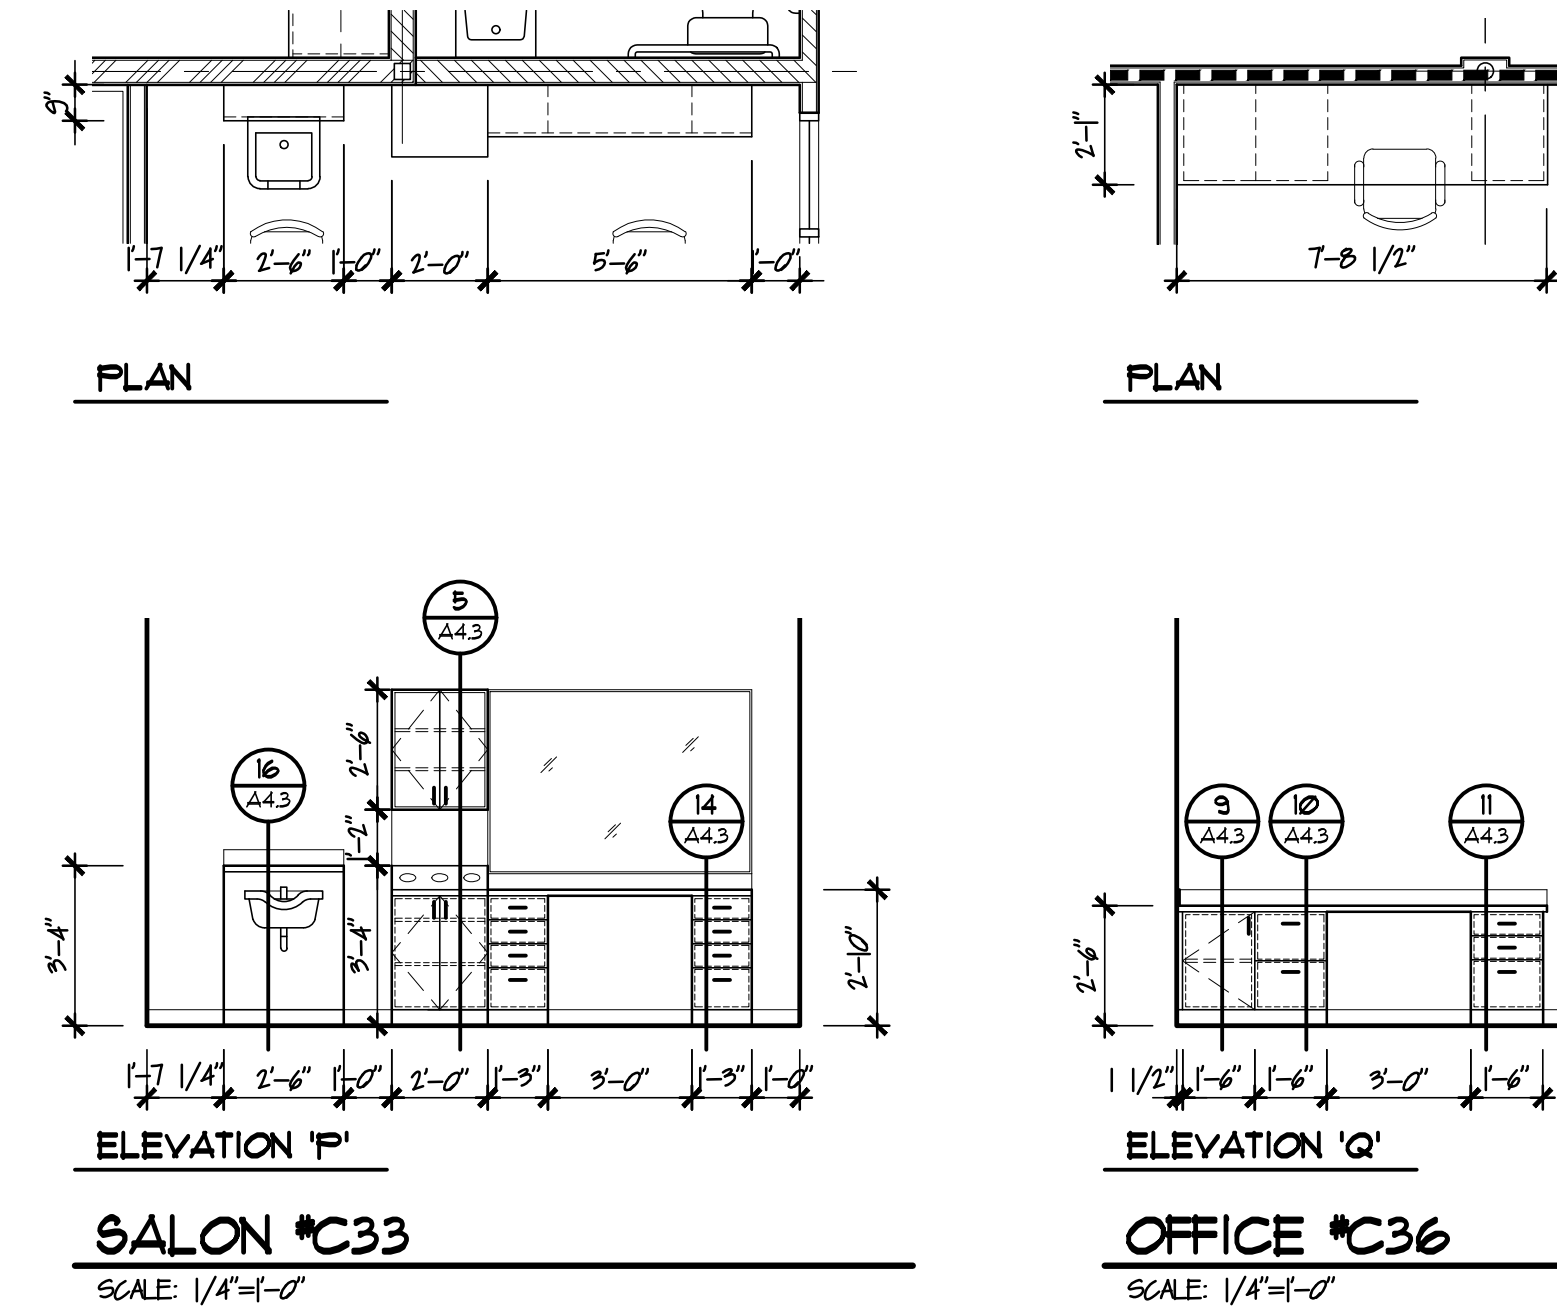 9"
2'-1"
1'-7 1/4" 2'-6" 1'-0" 2'-0" 5'-6" 1'-0"
7'-8 1/2"
PLAN
PLAN
5
A4.3
2'-6"
16
A4.3
14
A4.3
9
A4.3
10
A4.3
11
A4.3
1'-2"
3'-4"
3'-4"
2'-10"
2'-6"
1'-7 1/4" 2'-6" 1'-0" 2'-0" 1'-3" 3'-0" 1'-3" 1'-0"
1 1/2" 1'-6" 1'-6" 3'-0" 1'-6"
ELEVATION 'P'
ELEVATION 'Q'
SALON #C33
OFFICE #C36
SCALE: 1/4"=1'-0"
SCALE: 1/4"=1'-0"